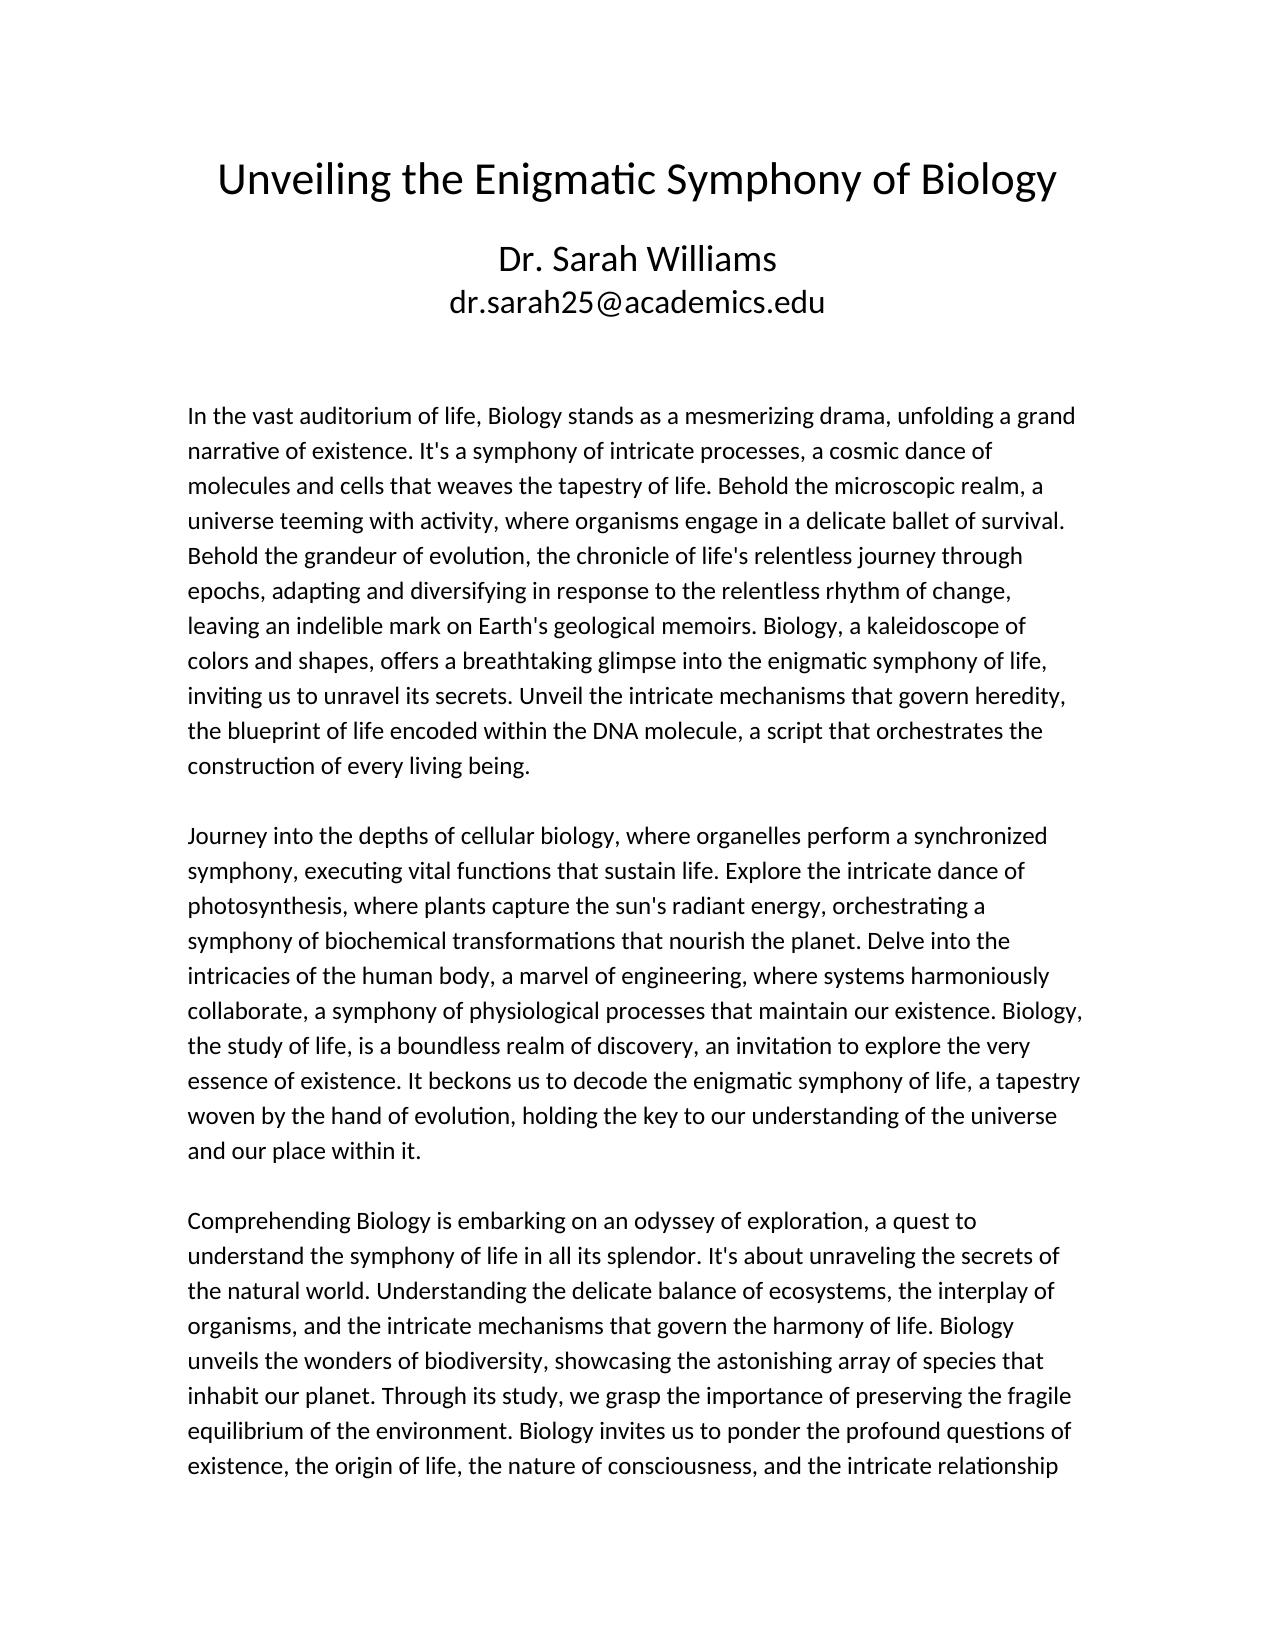 Unveiling the Enigmatic Symphony of Biology
Dr. Sarah Williams
dr.sarah25@academics.edu
In the vast auditorium of life, Biology stands as a mesmerizing drama, unfolding a grand
narrative of existence. It's a symphony of intricate processes, a cosmic dance of
molecules and cells that weaves the tapestry of life. Behold the microscopic realm, a
universe teeming with activity, where organisms engage in a delicate ballet of survival.
Behold the grandeur of evolution, the chronicle of life's relentless journey through
epochs, adapting and diversifying in response to the relentless rhythm of change,
leaving an indelible mark on Earth's geological memoirs. Biology, a kaleidoscope of
colors and shapes, offers a breathtaking glimpse into the enigmatic symphony of life,
inviting us to unravel its secrets. Unveil the intricate mechanisms that govern heredity,
the blueprint of life encoded within the DNA molecule, a script that orchestrates the
construction of every living being.
Journey into the depths of cellular biology, where organelles perform a synchronized
symphony, executing vital functions that sustain life. Explore the intricate dance of
photosynthesis, where plants capture the sun's radiant energy, orchestrating a
symphony of biochemical transformations that nourish the planet. Delve into the
intricacies of the human body, a marvel of engineering, where systems harmoniously
collaborate, a symphony of physiological processes that maintain our existence. Biology,
the study of life, is a boundless realm of discovery, an invitation to explore the very
essence of existence. It beckons us to decode the enigmatic symphony of life, a tapestry
woven by the hand of evolution, holding the key to our understanding of the universe
and our place within it.
Comprehending Biology is embarking on an odyssey of exploration, a quest to
understand the symphony of life in all its splendor. It's about unraveling the secrets of
the natural world. Understanding the delicate balance of ecosystems, the interplay of
organisms, and the intricate mechanisms that govern the harmony of life. Biology
unveils the wonders of biodiversity, showcasing the astonishing array of species that
inhabit our planet. Through its study, we grasp the importance of preserving the fragile
equilibrium of the environment. Biology invites us to ponder the profound questions of
existence, the origin of life, the nature of consciousness, and the intricate relationship